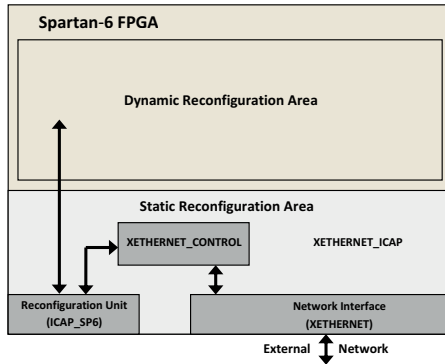 Spartan-6 FPGA
Dynamic Reconfiguration Area
Static Reconfiguration Area
XETHERNET_CONTROL
XETHERNET_ICAP
Reconfiguration Unit
(ICAP_SP6)
Network Interface
(XETHERNET)
External Network